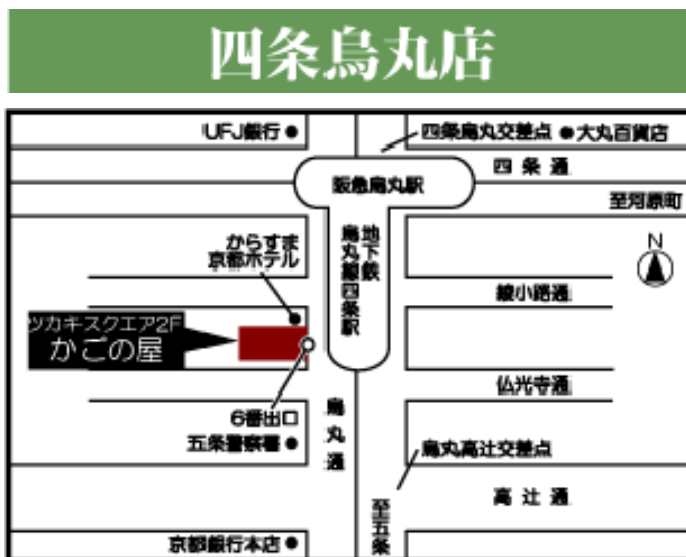 四条烏丸店
UFJ銀行
四条烏丸交差点
大丸百貨店
四条通
阪急烏丸駅
至河原町
からすま
京都ホテル
地下鉄
烏丸線四条駅
N
綾小路通
ツカキスクエア2F
かごの屋
仏光寺通
6番出口
五条警察署
烏丸通
烏丸高辻交差点
高辻通
至五条
京都銀行本店